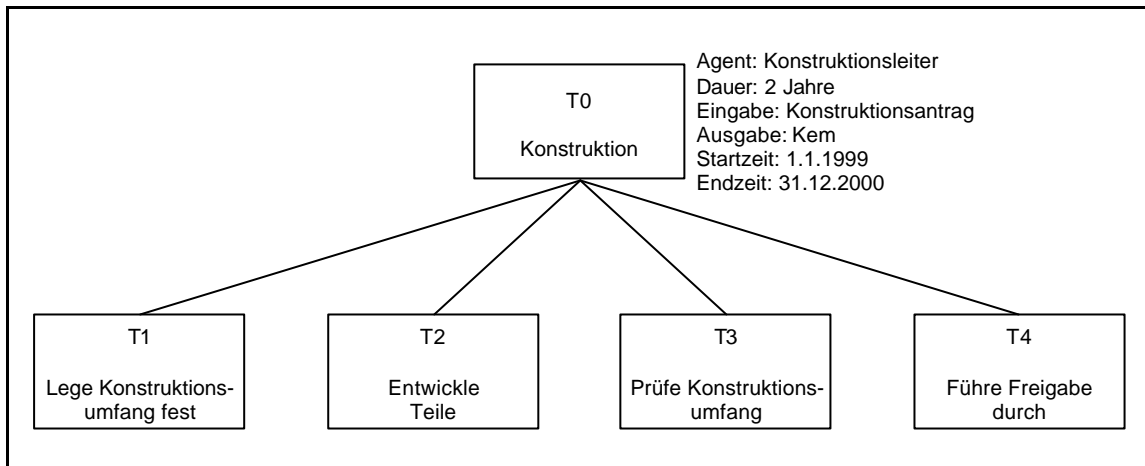 T0
Konstruktion
Agent: Konstruktionsleiter
Dauer: 2 Jahre
Eingabe: Konstruktionsantrag
Ausgabe: Kem
Startzeit: 1.1.1999
Endzeit: 31.12.2000
T1
Lege Konstruktions-
umfang fest
T2
Entwickle
Teile
T3
Prüfe Konstruktions-
umfang
T4
Führe Freigabe
durch